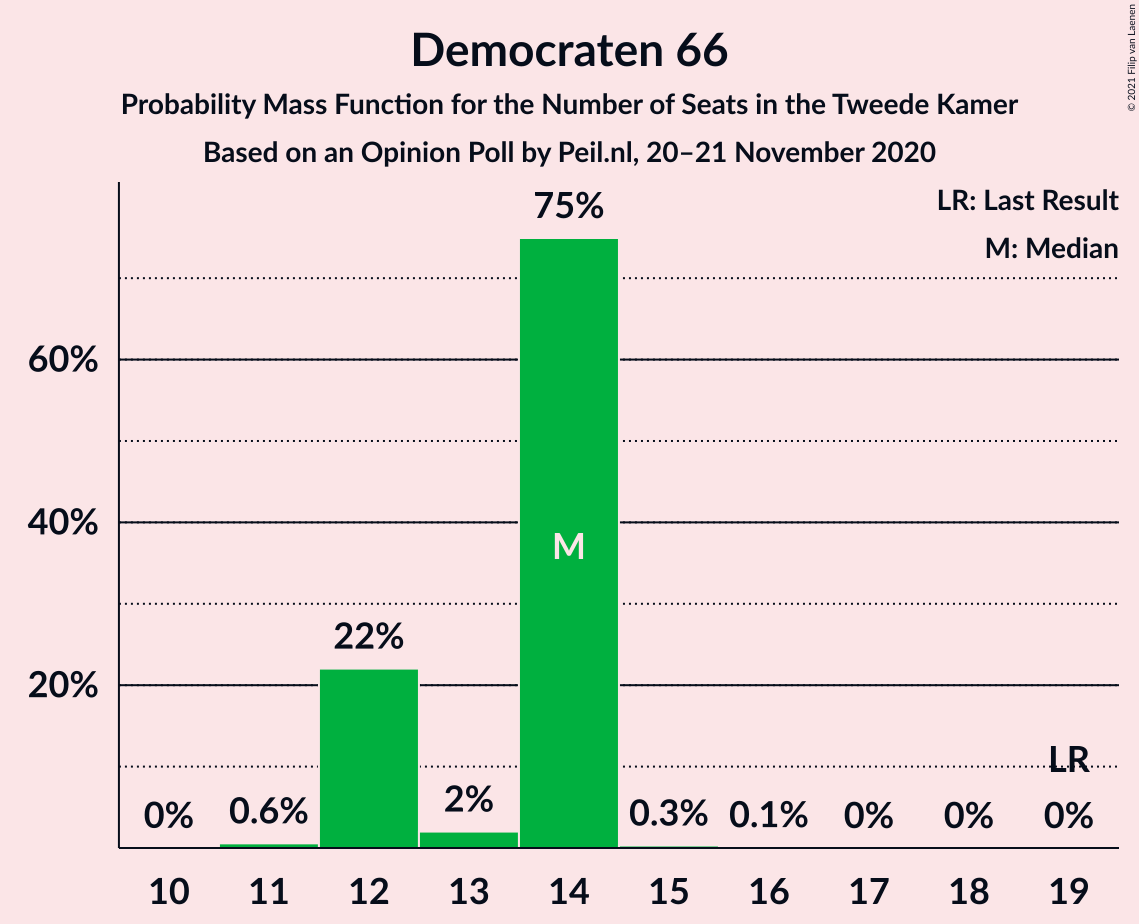 Democraten 66
Probability Mass Function for the Number of Seats in the Tweede Kamer
Based on an Opinion Poll by Peil.nl, 20–21 November 2020
© 2021 Filip van Laenen
LR: Last Result
M: Median
60%
40%
20%
0%
0.6%
22%
2%
75%
M
0.3%
0.1%
0%
0%
LR
0%
10 11 12 13 14 15 16 17 18 19